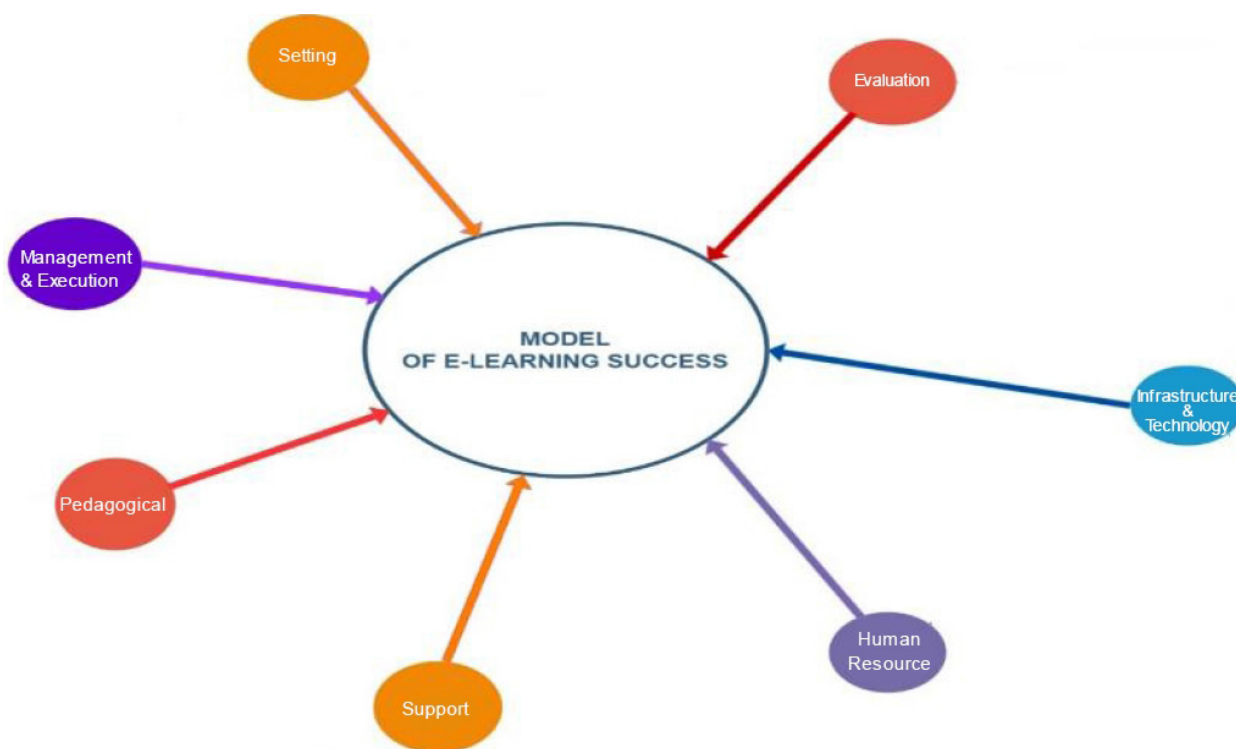 Setting
Evaluation
Management
& Execution
MODEL
OF E-LEARNING SUCCESS
Infrastructure
&
Technology
Pedagogical
Human
Resource
Support